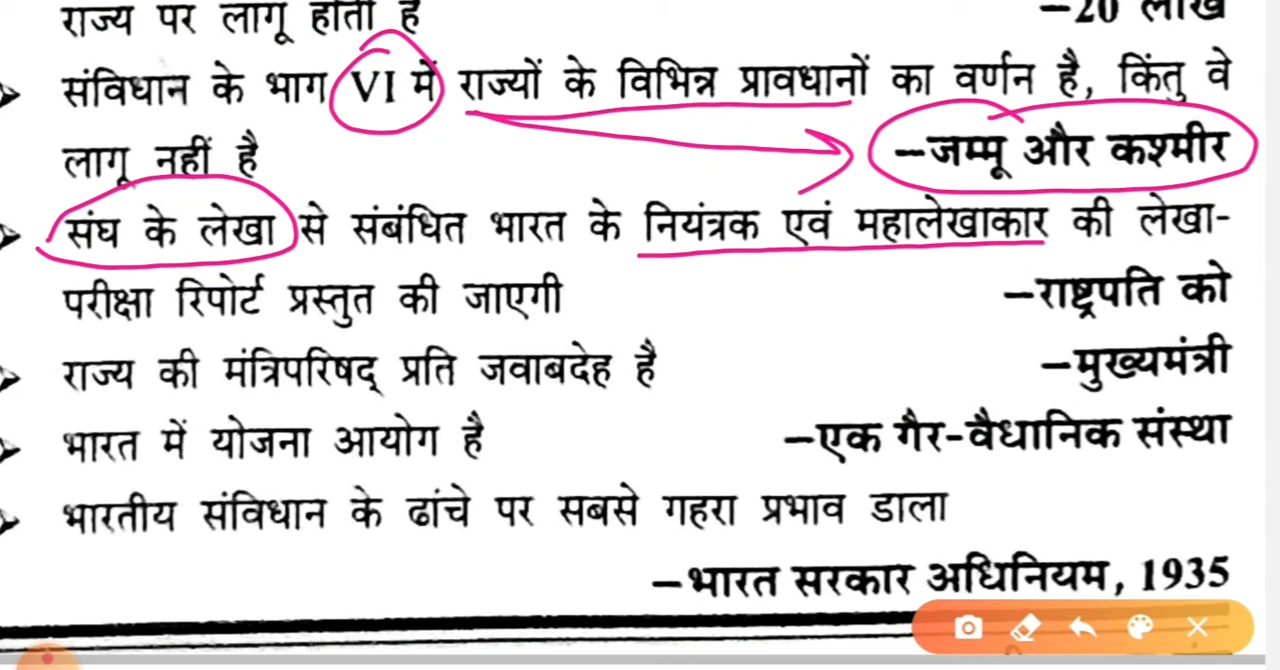 राज्य पर लागू होता है –20 लाख
संविधान के भाग VI में राज्यों के विभिन्न प्रावधानों का वर्णन है, किंतु वे
लागू नहीं है –जम्मू और कश्मीर
संघ के लेखा से संबंधित भारत के नियंत्रक एवं महालेखाकार की लेखा-
परीक्षा रिपोर्ट प्रस्तुत की जाएगी –राष्ट्रपति को
राज्य की मंत्रिपरिषद् प्रति जवाबदेह है –मुख्यमंत्री
भारत में योजना आयोग है –एक गैर-वैधानिक संस्था
भारतीय संविधान के ढांचे पर सबसे गहरा प्रभाव डाला
–भारत सरकार अधिनियम, 1935